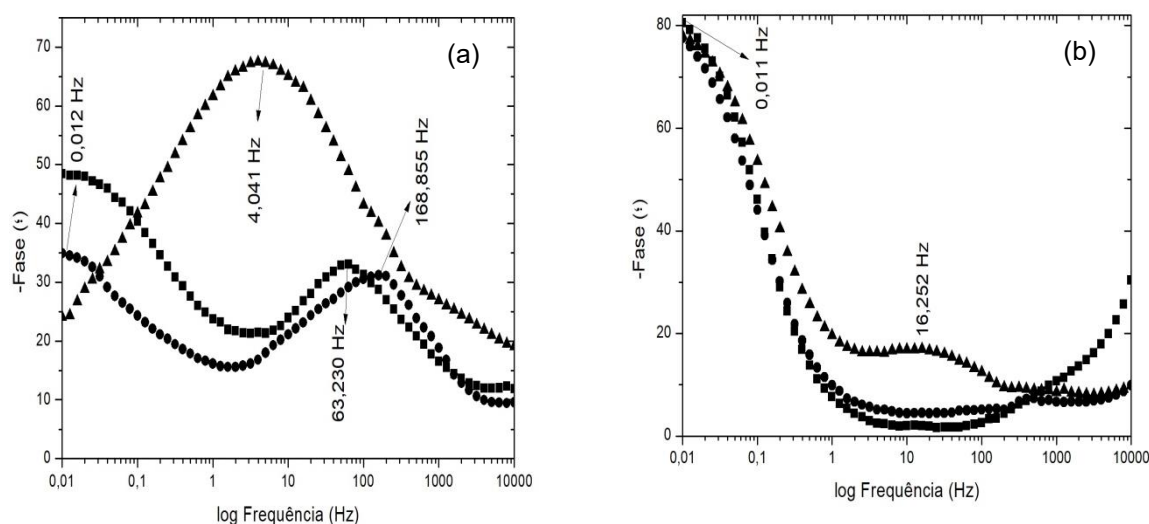 (a)
70
60
50
40
30
20
10
0
-Fase (°)
0,012 Hz
4,041 Hz
168,855 Hz
63,230 Hz
0,01 0,1 1 10 100 1000 10000
log Frequência (Hz)
(b)
80
60
40
20
0
-Fase (°)
0,011 Hz
16,252 Hz
0,01 0,1 1 10 100 1000 10000
log Frequência (Hz)